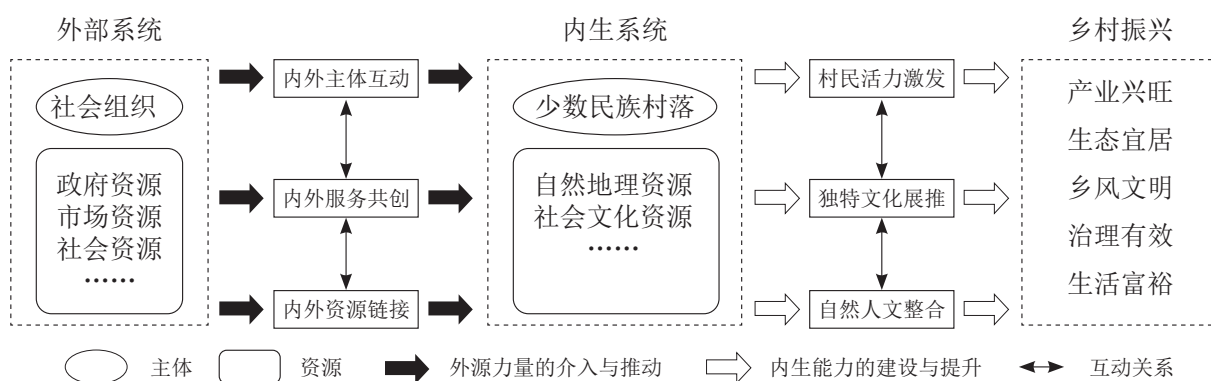 外部系统
内生系统
乡村振兴
社会组织
政府资源
市场资源
社会资源
……
内外主体互动
内外服务共创
内外资源链接
少数民族村落
自然地理资源
社会文化资源
……
村民活力激发
独特文化展推
自然人文整合
产业兴旺
生态宜居
乡风文明
治理有效
生活富裕
主体
资源
外源力量的介入与推动
内生能力的建设与提升
互动关系